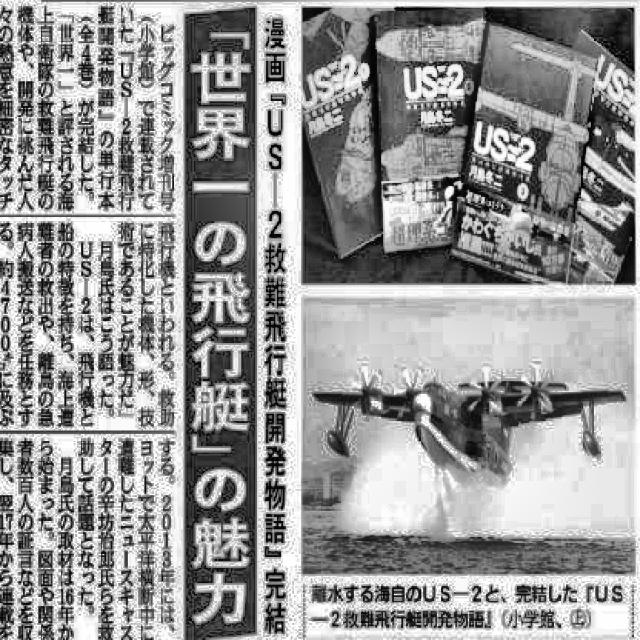 漫画『US―2救難飛行艇開発物語』完結
「世界一の飛行艇」の魅力
ビッグコミック増刊号
(小学館)で連載されて
いた『US―2救難飛行
艇開発物語』の単行本
(全4巻)が完結した。
「世界一」と評される海
上自衛隊の救難飛行艇の
機体や、開発に挑んだ人
々の熱意を細密なタッチ
飛行機といわれる。救助
に特化した機体、形、技
術であることが魅力だ」
月島氏はこう語った。
US―2は、飛行機と
船の特徴を持ち、海上遭
難者の救出や、離島の急
病人搬送などを任務とす
る。約4700㌔に及ぶ
する。2013年には、
ヨットで太平洋横断中に
遭難したニュースキャス
ターの辛坊治郎氏らを救
助して話題となった。
月島氏の取材は16年か
ら始まった。図面や関係
者数百人の証言などを収
集し、翌17年から連載を
US-2
US-2
US-2
US-2
離水する海自のUS―2と、完結した『US
―2救難飛行艇開発物語』(小学館、上)